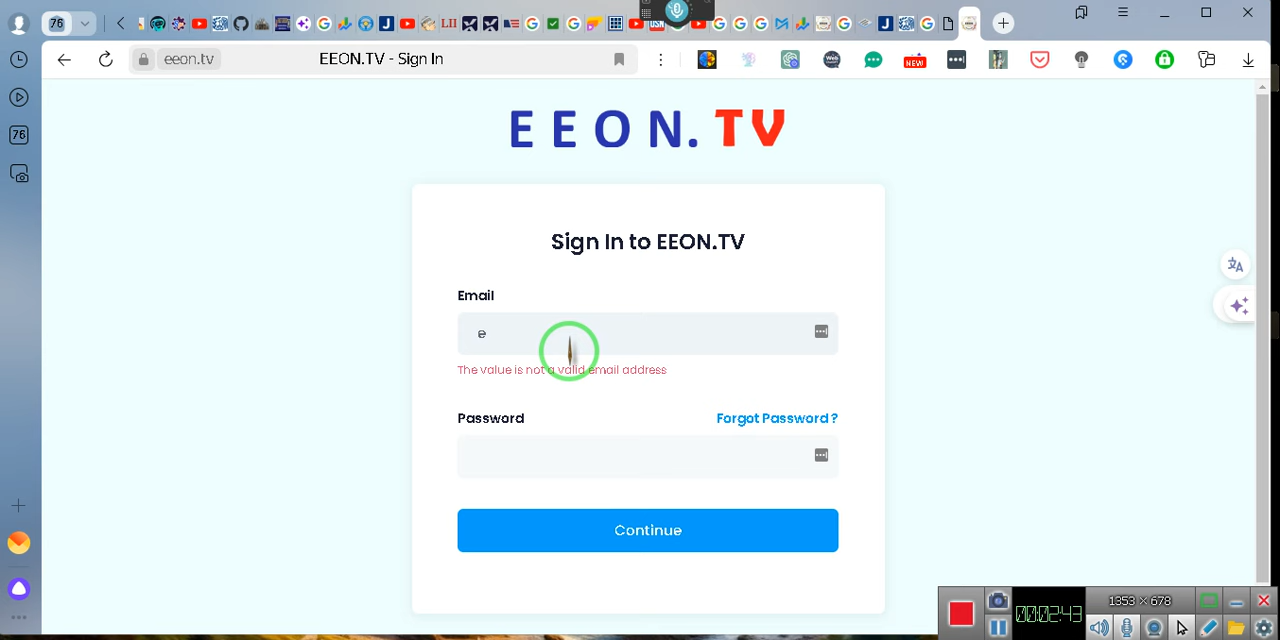 56
eeon.tv
EEON.TV - Sign In
NEW!
76
EEON.TV
Sign In to EEON.TV
Email
e
The value is not a valid email address
Password
Forgot Password ?
Continue
1353 × 678
00:02:43